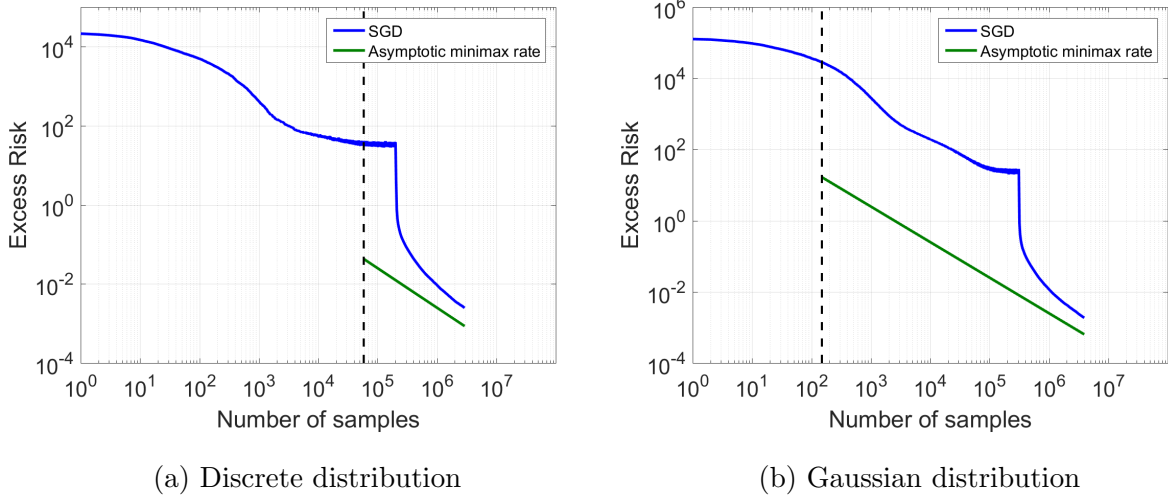 SGD
Asymptotic minimax rate
10^4
10^2
10^0
10^-2
10^-4
Excess Risk
10^0 10^1 10^2 10^3 10^4 10^5 10^6 10^7
Number of samples
(a) Discrete distribution
SGD
Asymptotic minimax rate
10^6
10^4
10^2
10^0
10^-2
10^-4
Excess Risk
10^0 10^1 10^2 10^3 10^4 10^5 10^6 10^7
Number of samples
(b) Gaussian distribution